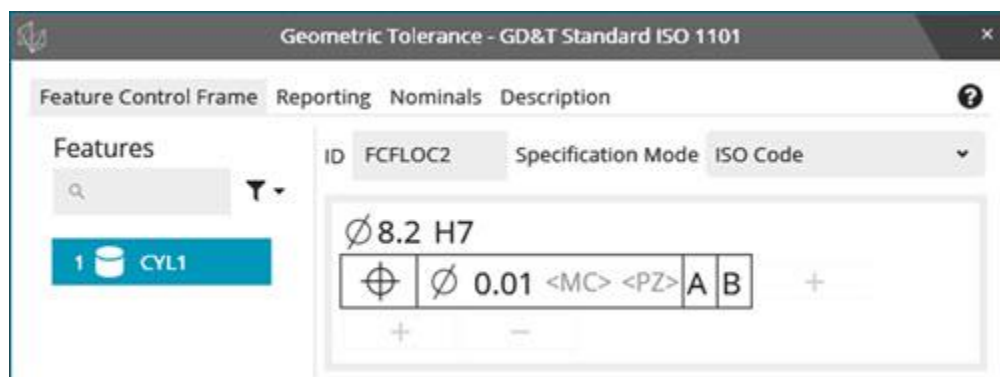 Geometric Tolerance - GD&T Standard ISO 1101 ×
Feature Control Frame Reporting Nominals Description ?
Features
ID FCFLOC2 Specification Mode ISO Code
∅8.2 H7
1 CYL1
⌖ ∅ 0.01 <MC> <PZ> A B +
+ −